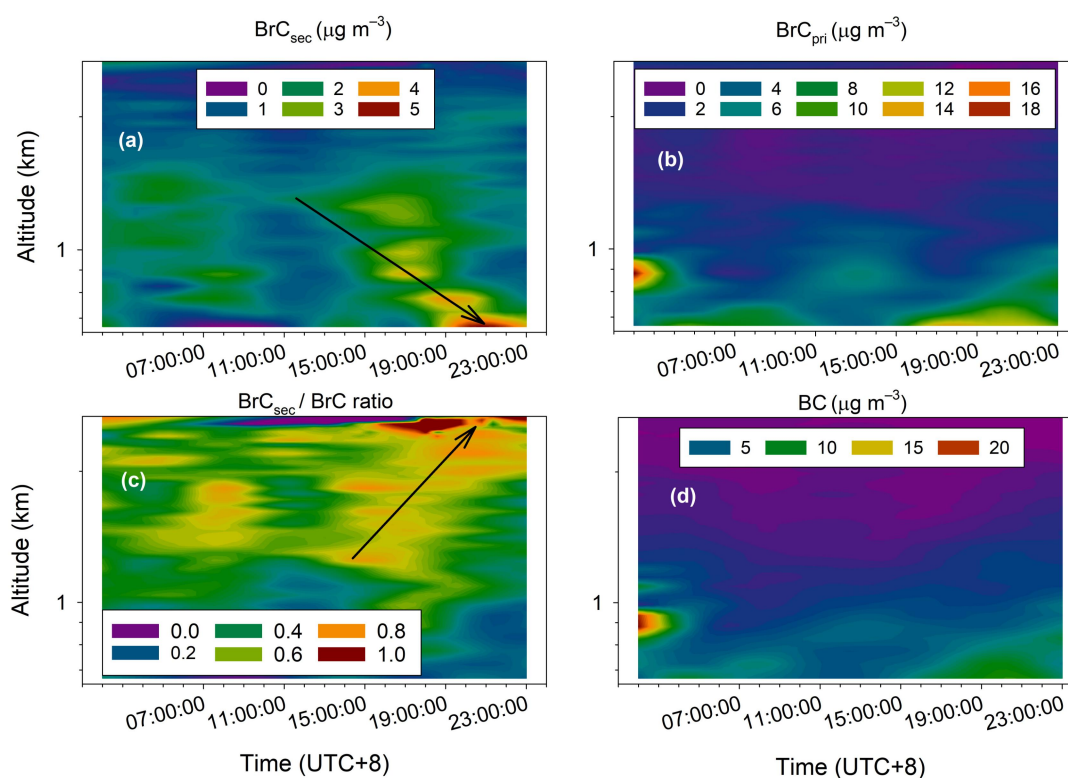 BrC_sec (μg m⁻³)
0 2 4
1 3 5
(a)
Altitude (km)
1
07:00:00 11:00:00 15:00:00 19:00:00 23:00:00
BrC_pri (μg m⁻³)
0 4 8 12 16
2 6 10 14 18
(b)
1
07:00:00 11:00:00 15:00:00 19:00:00 23:00:00
BrC_sec / BrC ratio
(c)
Altitude (km)
1
0.0 0.4 0.8
0.2 0.6 1.0
07:00:00 11:00:00 15:00:00 19:00:00 23:00:00
Time (UTC+8)
BC (μg m⁻³)
5 10 15 20
(d)
1
07:00:00 11:00:00 15:00:00 19:00:00 23:00:00
Time (UTC+8)